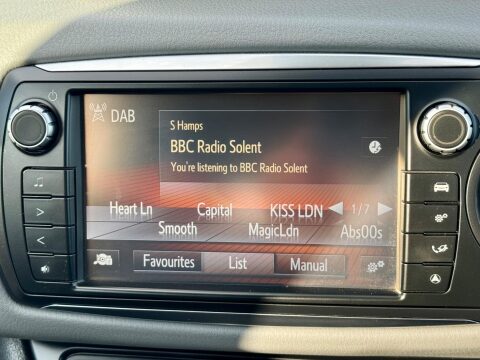 DAB
S Hamps
BBC Radio Solent
You're listening to BBC Radio Solent
Heart Ln Capital KISS LDN 1/7
Smooth MagicLdn Abs00s
Favourites List Manual